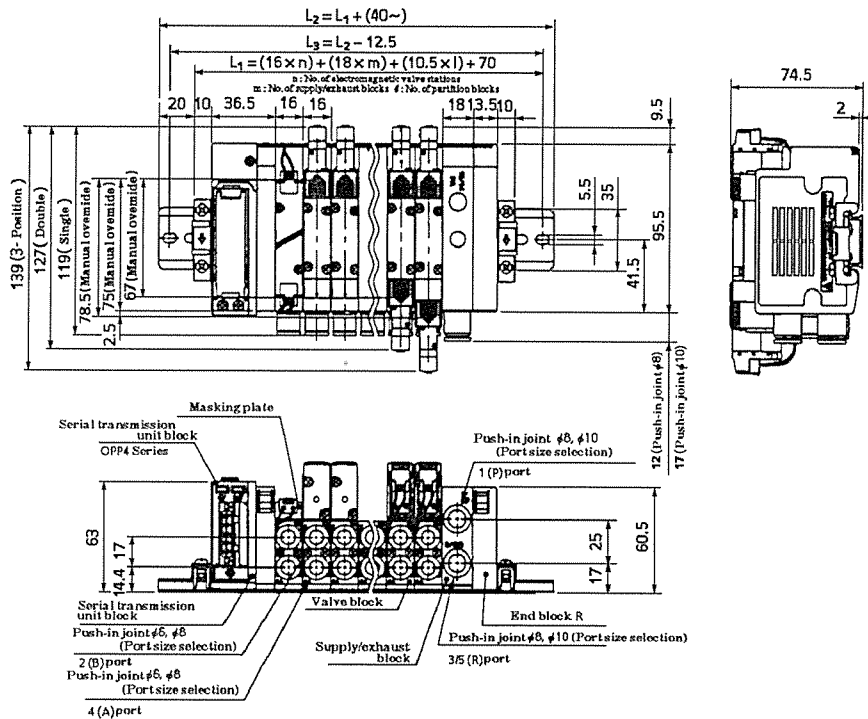 L₂=L₁+(40~)
L₃=L₂-12.5
L₁=(16×n)+(18×m)+(10.5×l)+70
n : No. of electromagnetic valve stations
m : No. of supply/exhaust blocks ℓ : No. of partition blocks
20
10
36.5
16
16
18
13.5
10
74.5
2
9.5
139(3-Position)
127(Double)
119(Single)
78.5(Manual overide)
75(Manual overide)
67(Manual overide)
2.5
5.5
35
41.5
95.5
12(Push-in joint φ8)
17(Push-in joint φ10)
Masking plate
Serial transmission
unit block
OPP4 Series
Push-in joint φ8, φ10
(Port size selection)
1(P)port
63
17
14.4
25
17
60.5
Serial transmission
unit block
Push-in joint φ6, φ8
(Port size selection)
2(B)port
Push-in joint φ6, φ8
(Port size selection)
4(A)port
Valve block
Supply/exhaust
block
End block R
Push-in joint φ8, φ10 (Port size selection)
3/5 (R)port